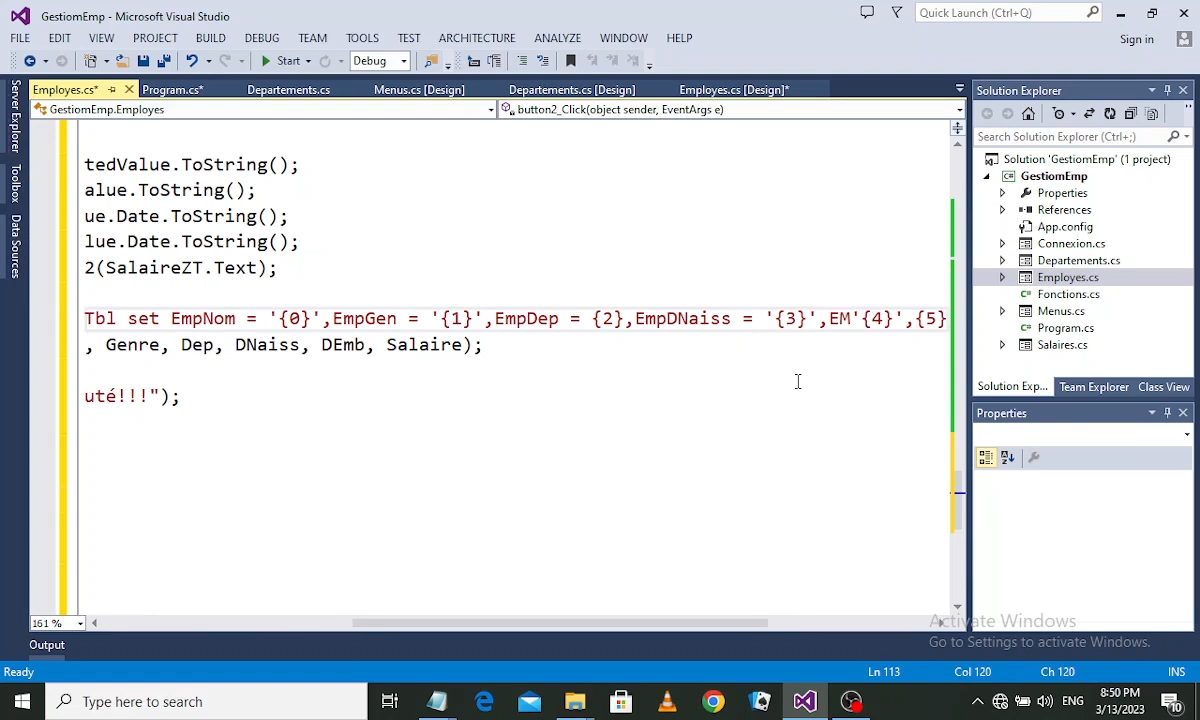 GestiomEmp - Microsoft Visual Studio
Quick Launch (Ctrl+Q)
FILE EDIT VIEW PROJECT BUILD DEBUG TEAM TOOLS TEST ARCHITECTURE ANALYZE WINDOW HELP
Sign in
Start
Debug
Employes.cs* Program.cs* Departements.cs Menus.cs [Design] Departements.cs [Design] Employes.cs [Design]*
GestiomEmp.Employes
button2_Click(object sender, EventArgs e)
Server Explorer
Toolbox
Data Sources
tedValue.ToString();
alue.ToString();
ue.Date.ToString();
lue.Date.ToString();
2(SalaireZT.Text);
Tbl set EmpNom = '{0}',EmpGen = '{1}',EmpDep = {2},EmpDNaiss = '{3}',EM'{4}',{5}
, Genre, Dep, DNaiss, DEmb, Salaire);
uté!!!");
161 %
Output
Solution Explorer
Search Solution Explorer (Ctrl+;)
Solution 'GestiomEmp' (1 project)
GestiomEmp
Properties
References
App.config
Connexion.cs
Departements.cs
Employes.cs
Fonctions.cs
Menus.cs
Program.cs
Salaires.cs
Solution Exp... Team Explorer Class View
Properties
Activate Windows
Go to Settings to activate Windows.
Ready
Ln 113
Col 120
Ch 120
INS
Type here to search
ENG
8:50 PM
3/13/2023
10